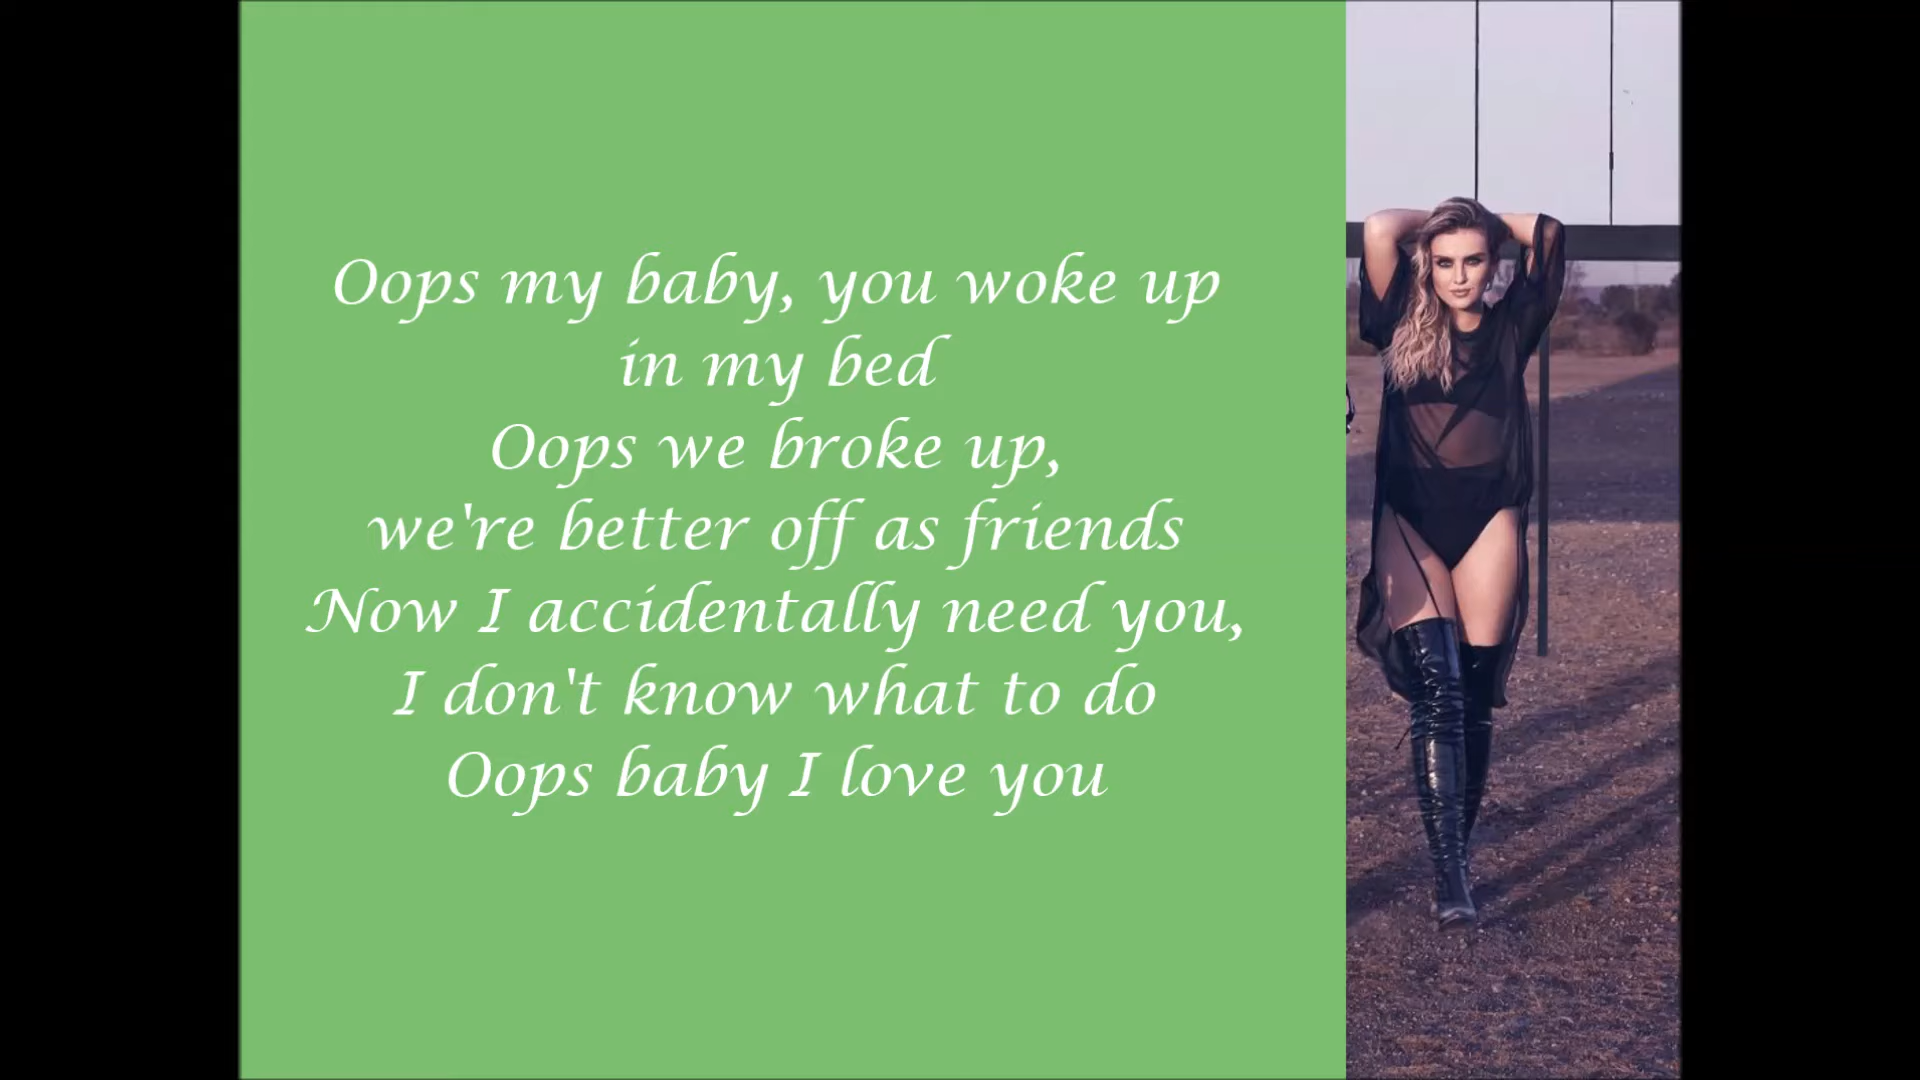 Oops my baby, you woke up
in my bed
Oops we broke up,
we're better off as friends
Now I accidentally need you,
I don't know what to do
Oops baby I love you